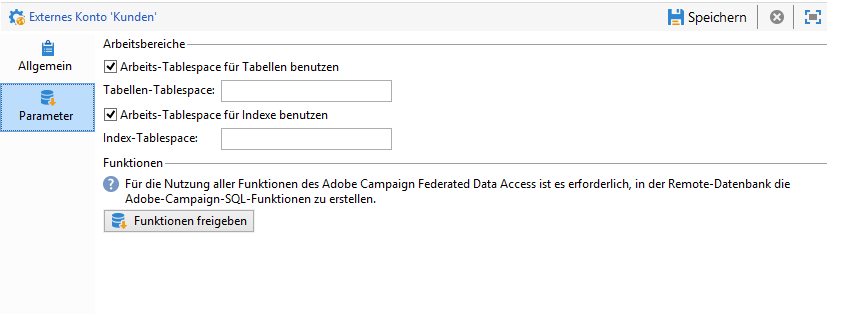 Externes Konto 'Kunden'
Speichern
Allgemein
Parameter
Arbeitsbereiche
Arbeits-Tablespace für Tabellen benutzen
Tabellen-Tablespace:
Arbeits-Tablespace für Indexe benutzen
Index-Tablespace:
Funktionen
Für die Nutzung aller Funktionen des Adobe Campaign Federated Data Access ist es erforderlich, in der Remote-Datenbank die
Adobe-Campaign-SQL-Funktionen zu erstellen.
Funktionen freigeben